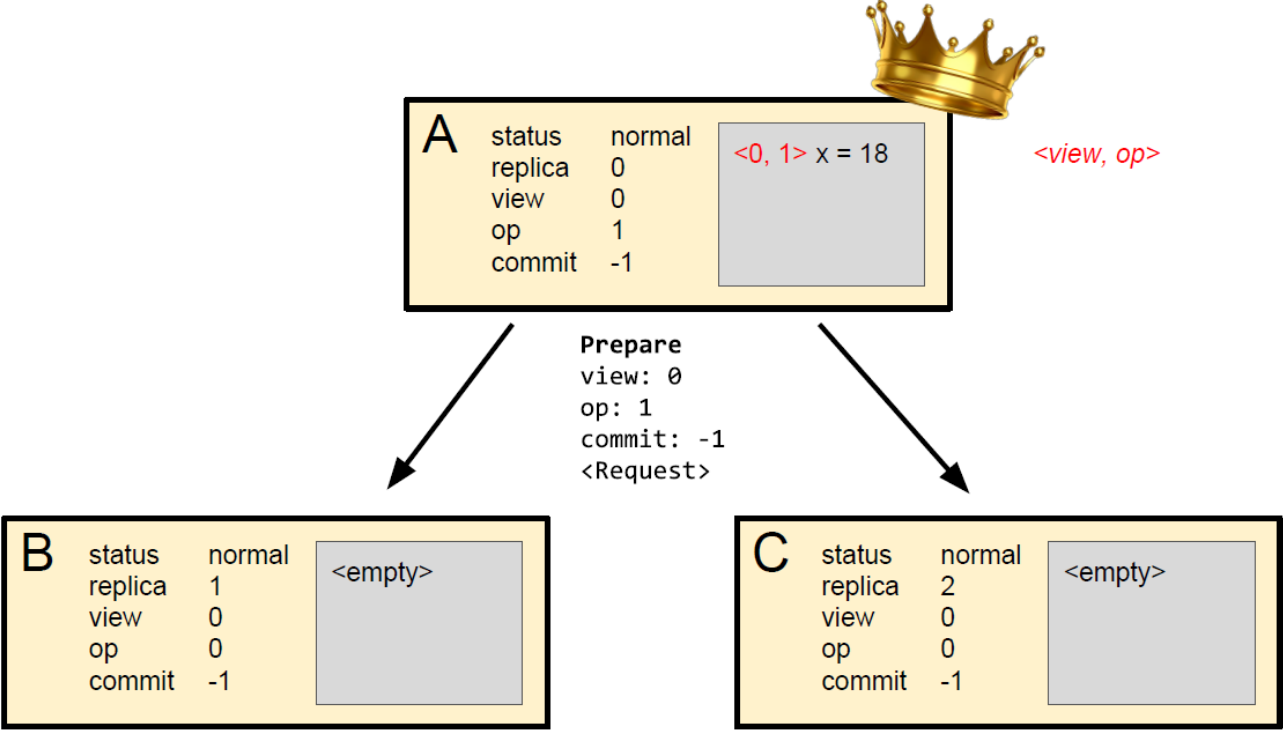 A
status normal
replica 0
view 0
op 1
commit -1
<0, 1> x = 18
<view, op>
Prepare
view: 0
op: 1
commit: -1
<Request>
B
status normal
replica 1
view 0
op 0
commit -1
<empty>
C
status normal
replica 2
view 0
op 0
commit -1
<empty>